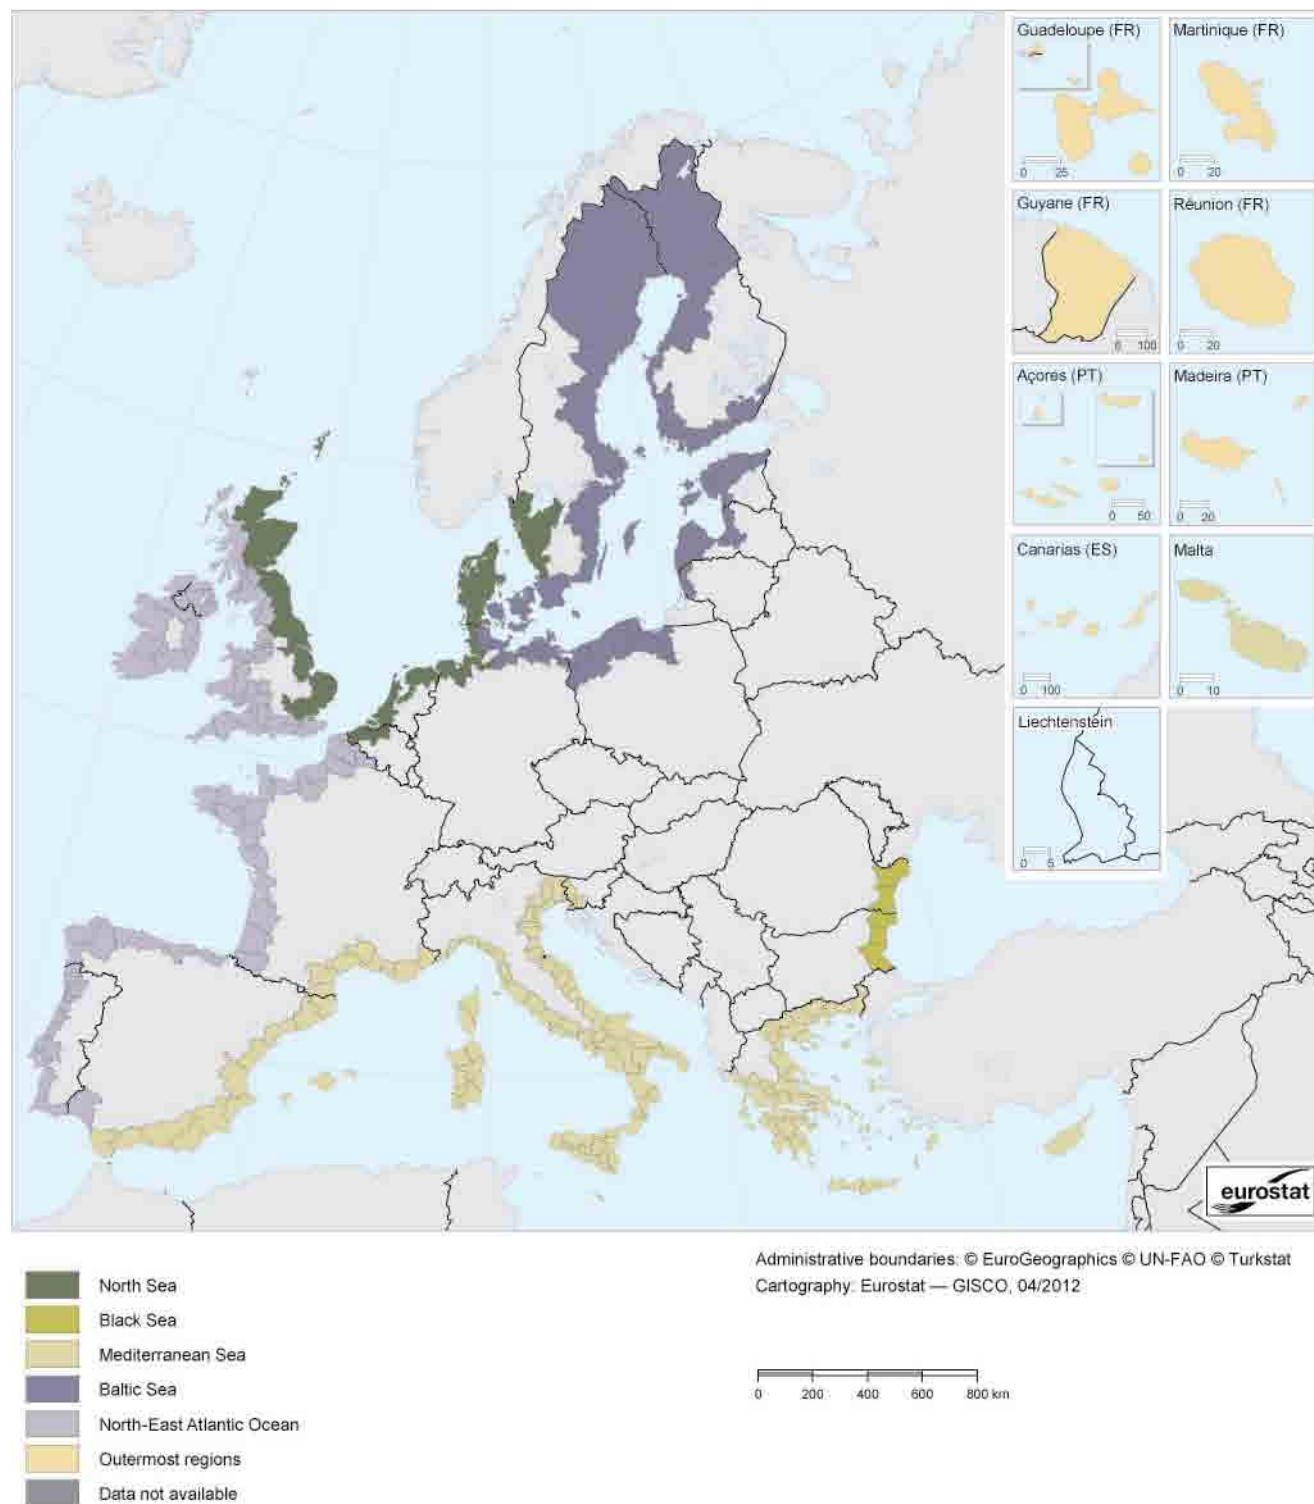 Guadeloupe (FR)
0 25
Martinique (FR)
0 20
Guyane (FR)
0 100
Réunion (FR)
0 20
Açores (PT)
0 50
Madeira (PT)
0 20
Canarias (ES)
0 100
Malta
0 10
Liechtenstein
0 5
eurostat
Administrative boundaries: © EuroGeographics © UN-FAO © Turkstat
Cartography: Eurostat — GISCO, 04/2012
0 200 400 600 800 km
North Sea
Black Sea
Mediterranean Sea
Baltic Sea
North-East Atlantic Ocean
Outermost regions
Data not available